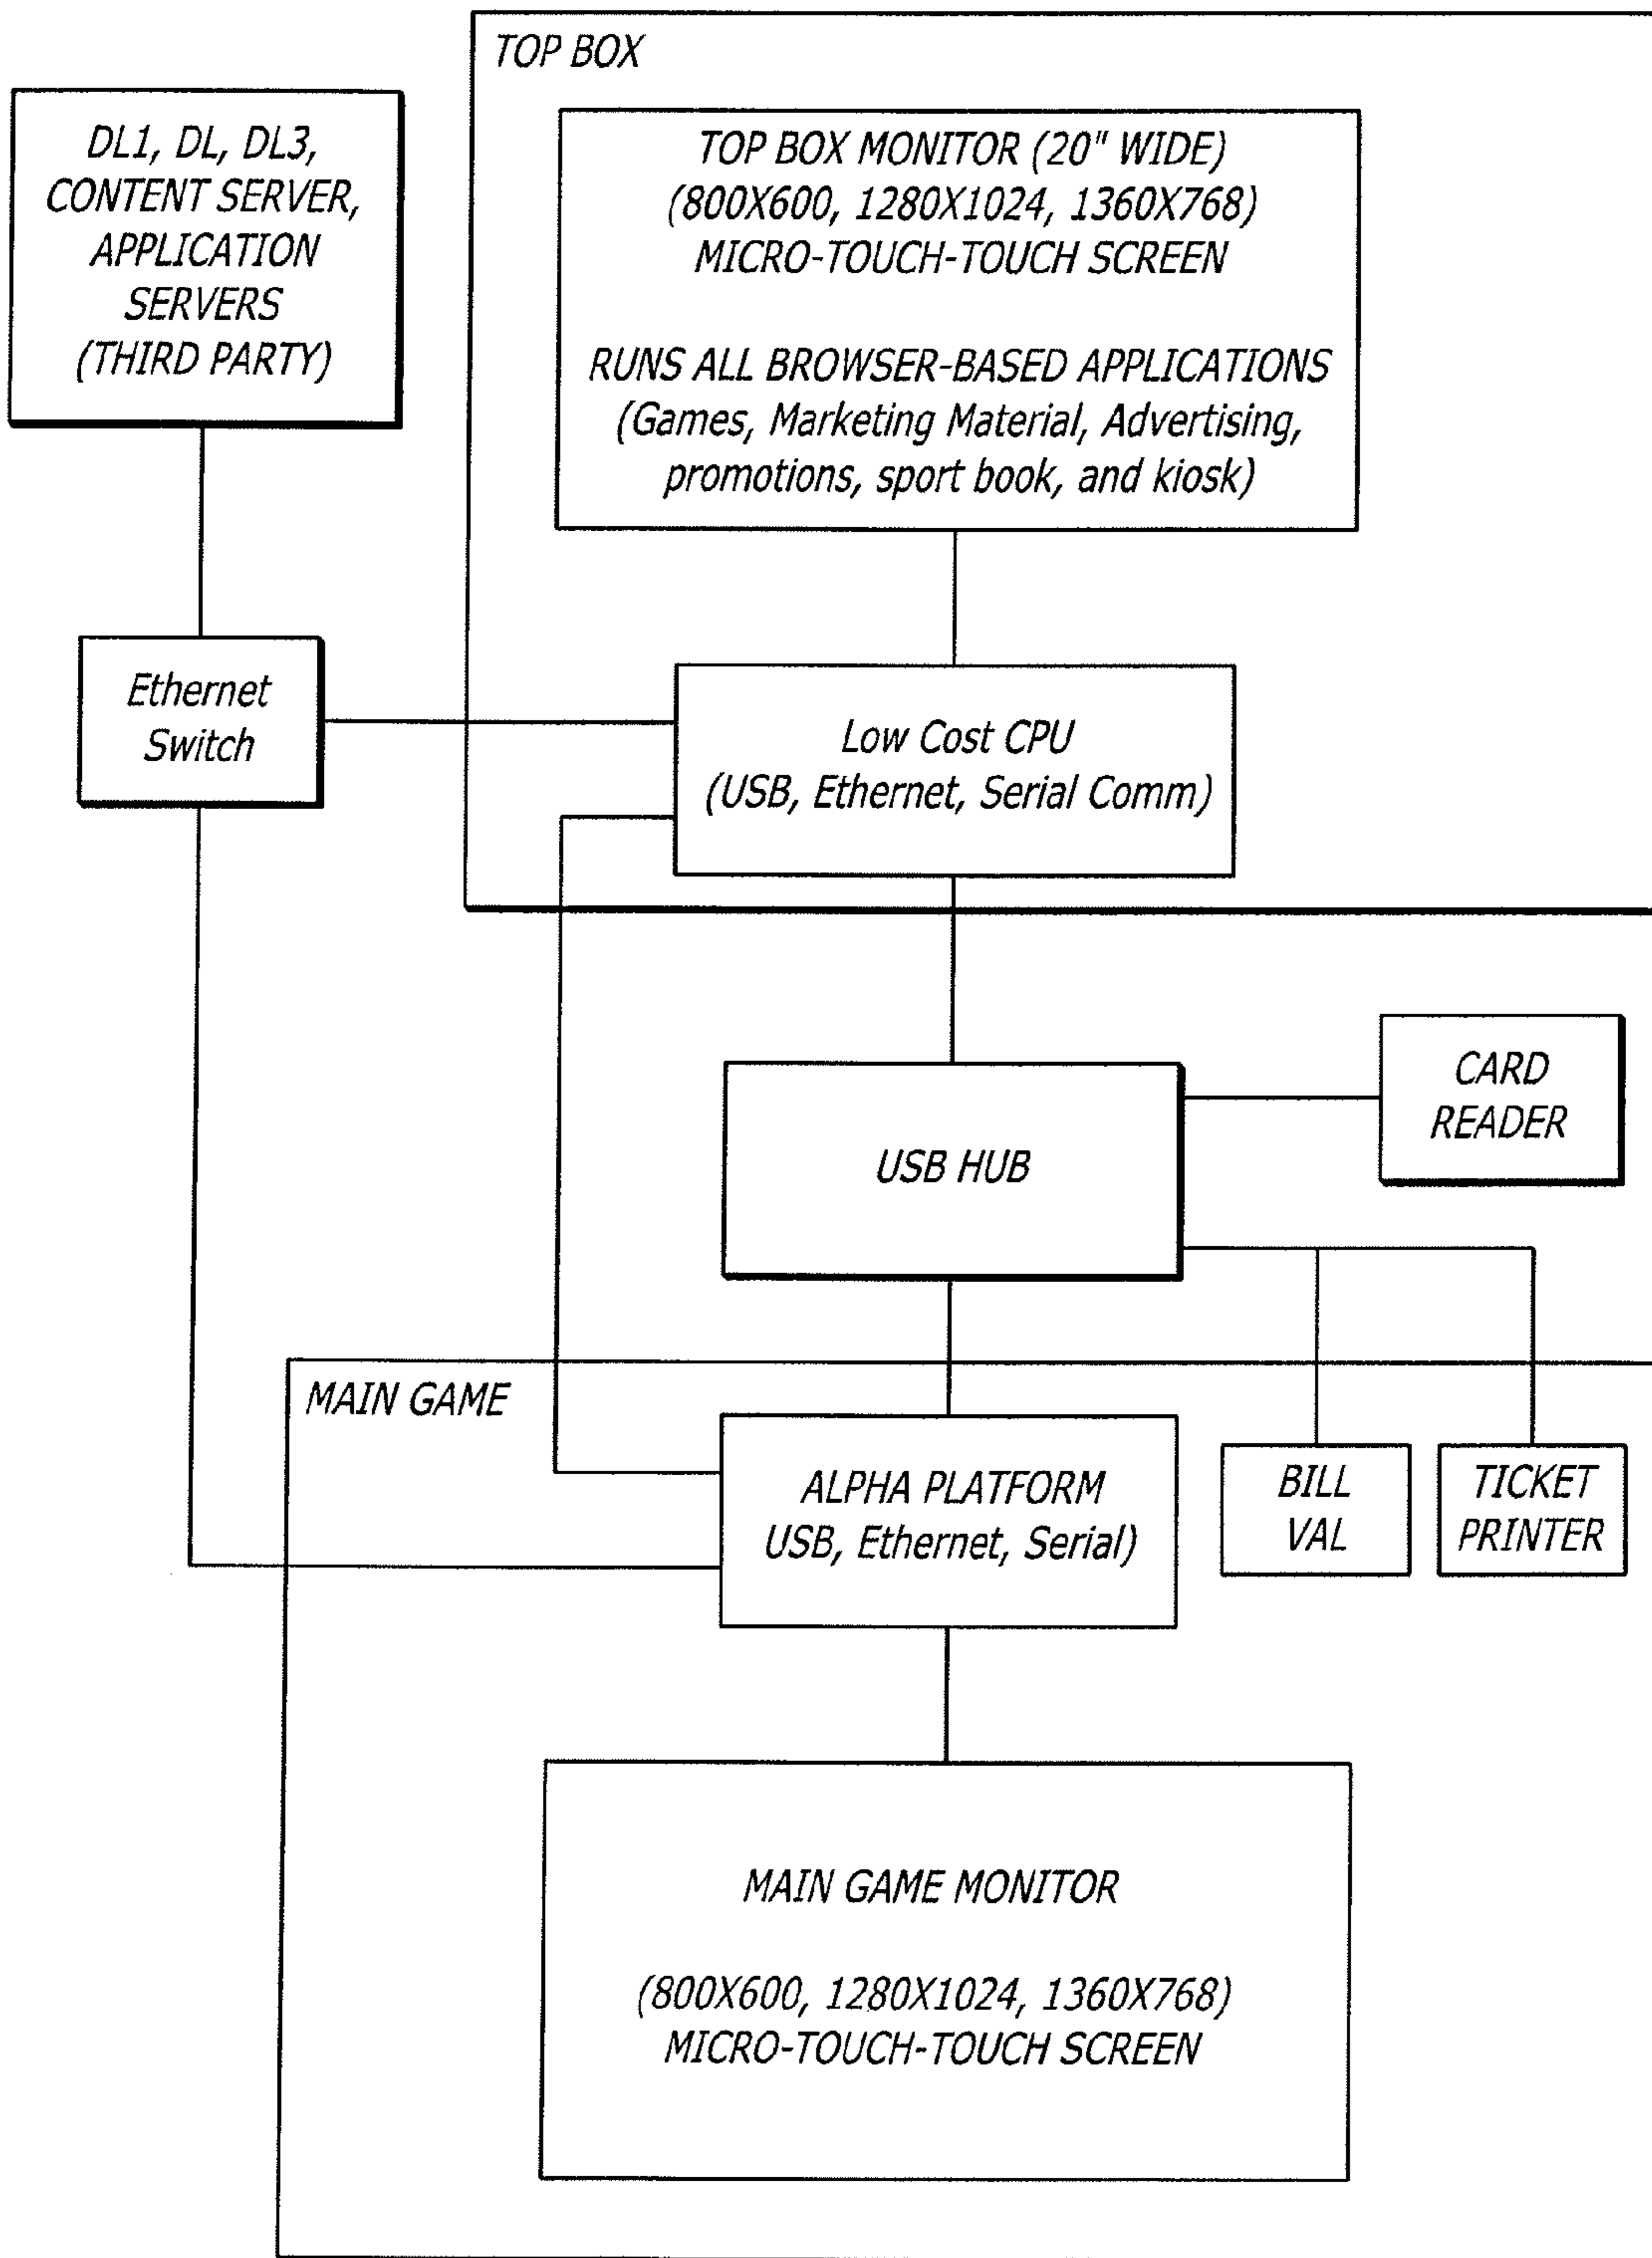 TOP BOX
DL1, DL, DL3,
CONTENT SERVER,
APPLICATION
SERVERS
(THIRD PARTY)
TOP BOX MONITOR (20" WIDE)
(800X600, 1280X1024, 1360X768)
MICRO-TOUCH-TOUCH SCREEN
RUNS ALL BROWSER-BASED APPLICATIONS
(Games, Marketing Material, Advertising,
promotions, sport book, and kiosk)
Ethernet
Switch
Low Cost CPU
(USB, Ethernet, Serial Comm)
CARD
READER
USB HUB
MAIN GAME
ALPHA PLATFORM
USB, Ethernet, Serial)
BILL
VAL
TICKET
PRINTER
MAIN GAME MONITOR
(800X600, 1280X1024, 1360X768)
MICRO-TOUCH-TOUCH SCREEN